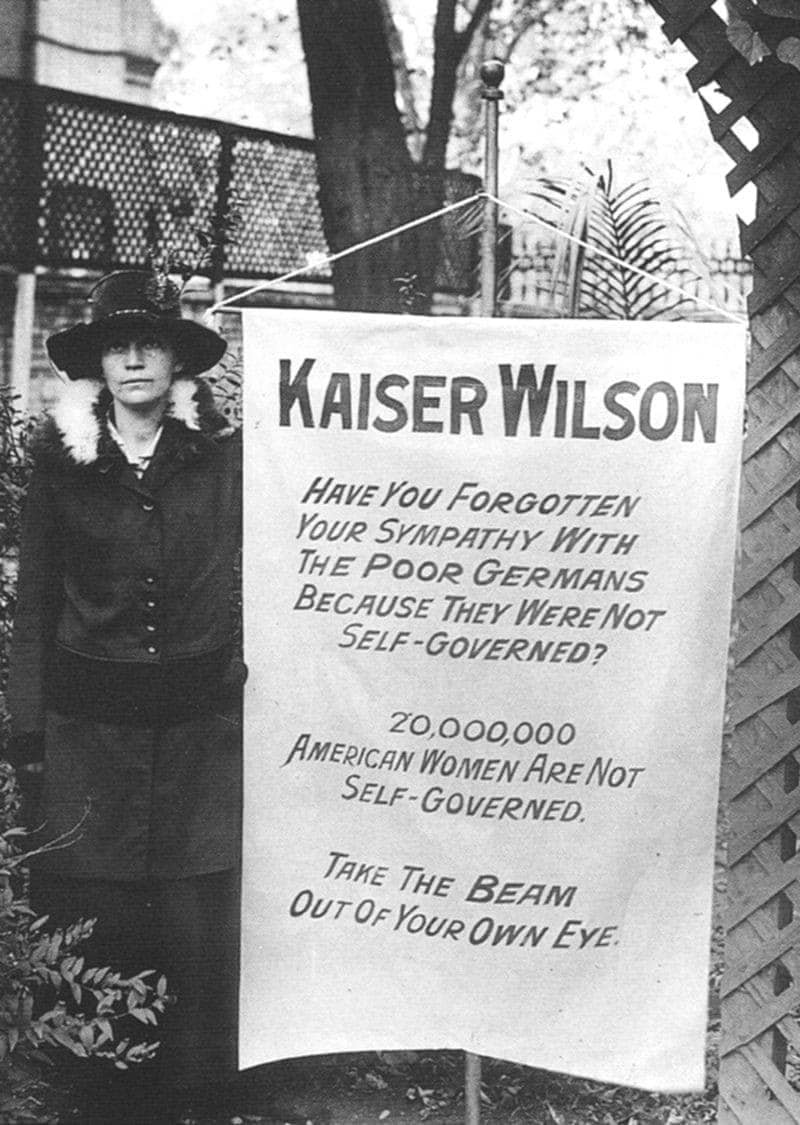 KAISER WILSON
HAVE YOU FORGOTTEN
YOUR SYMPATHY WITH
THE POOR GERMANS
BECAUSE THEY WERE NOT
SELF-GOVERNED?
20,000,000
AMERICAN WOMEN ARE NOT
SELF-GOVERNED.
TAKE THE BEAM
OUT OF YOUR OWN EYE.